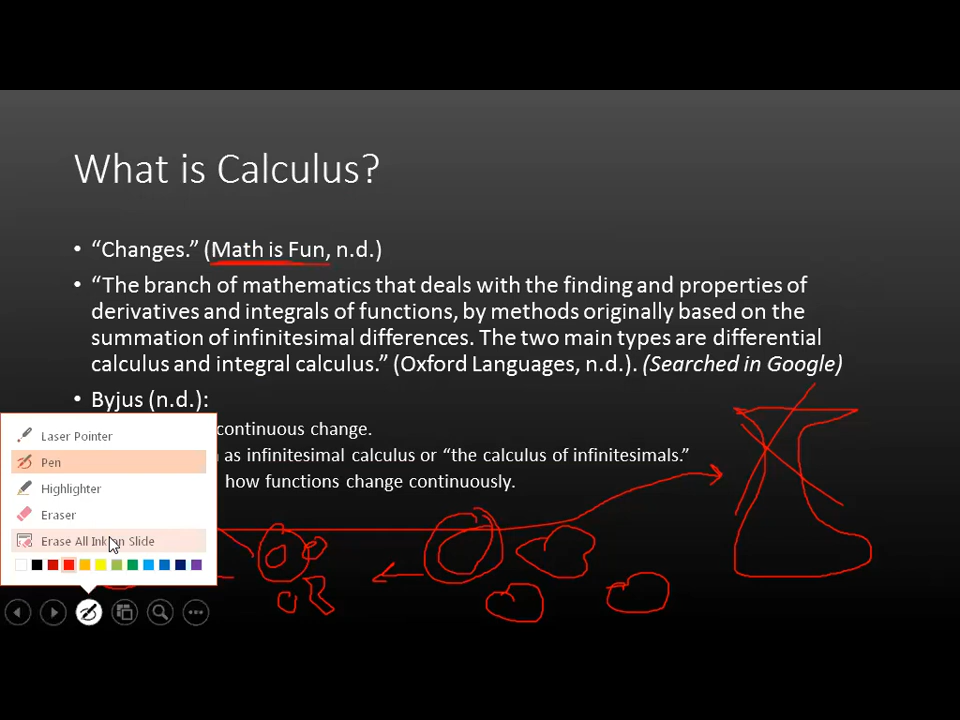 What is Calculus?
• “Changes.” (Math is Fun, n.d.)
• “The branch of mathematics that deals with the finding and properties of
derivatives and integrals of functions, by methods originally based on the
summation of infinitesimal differences. The two main types are differential
calculus and integral calculus.” (Oxford Languages, n.d.). (Searched in Google)
• Byjus (n.d.):
continuous change.
as infinitesimal calculus or “the calculus of infinitesimals.”
how functions change continuously.
Laser Pointer
Pen
Highlighter
Eraser
Erase All Ink on Slide